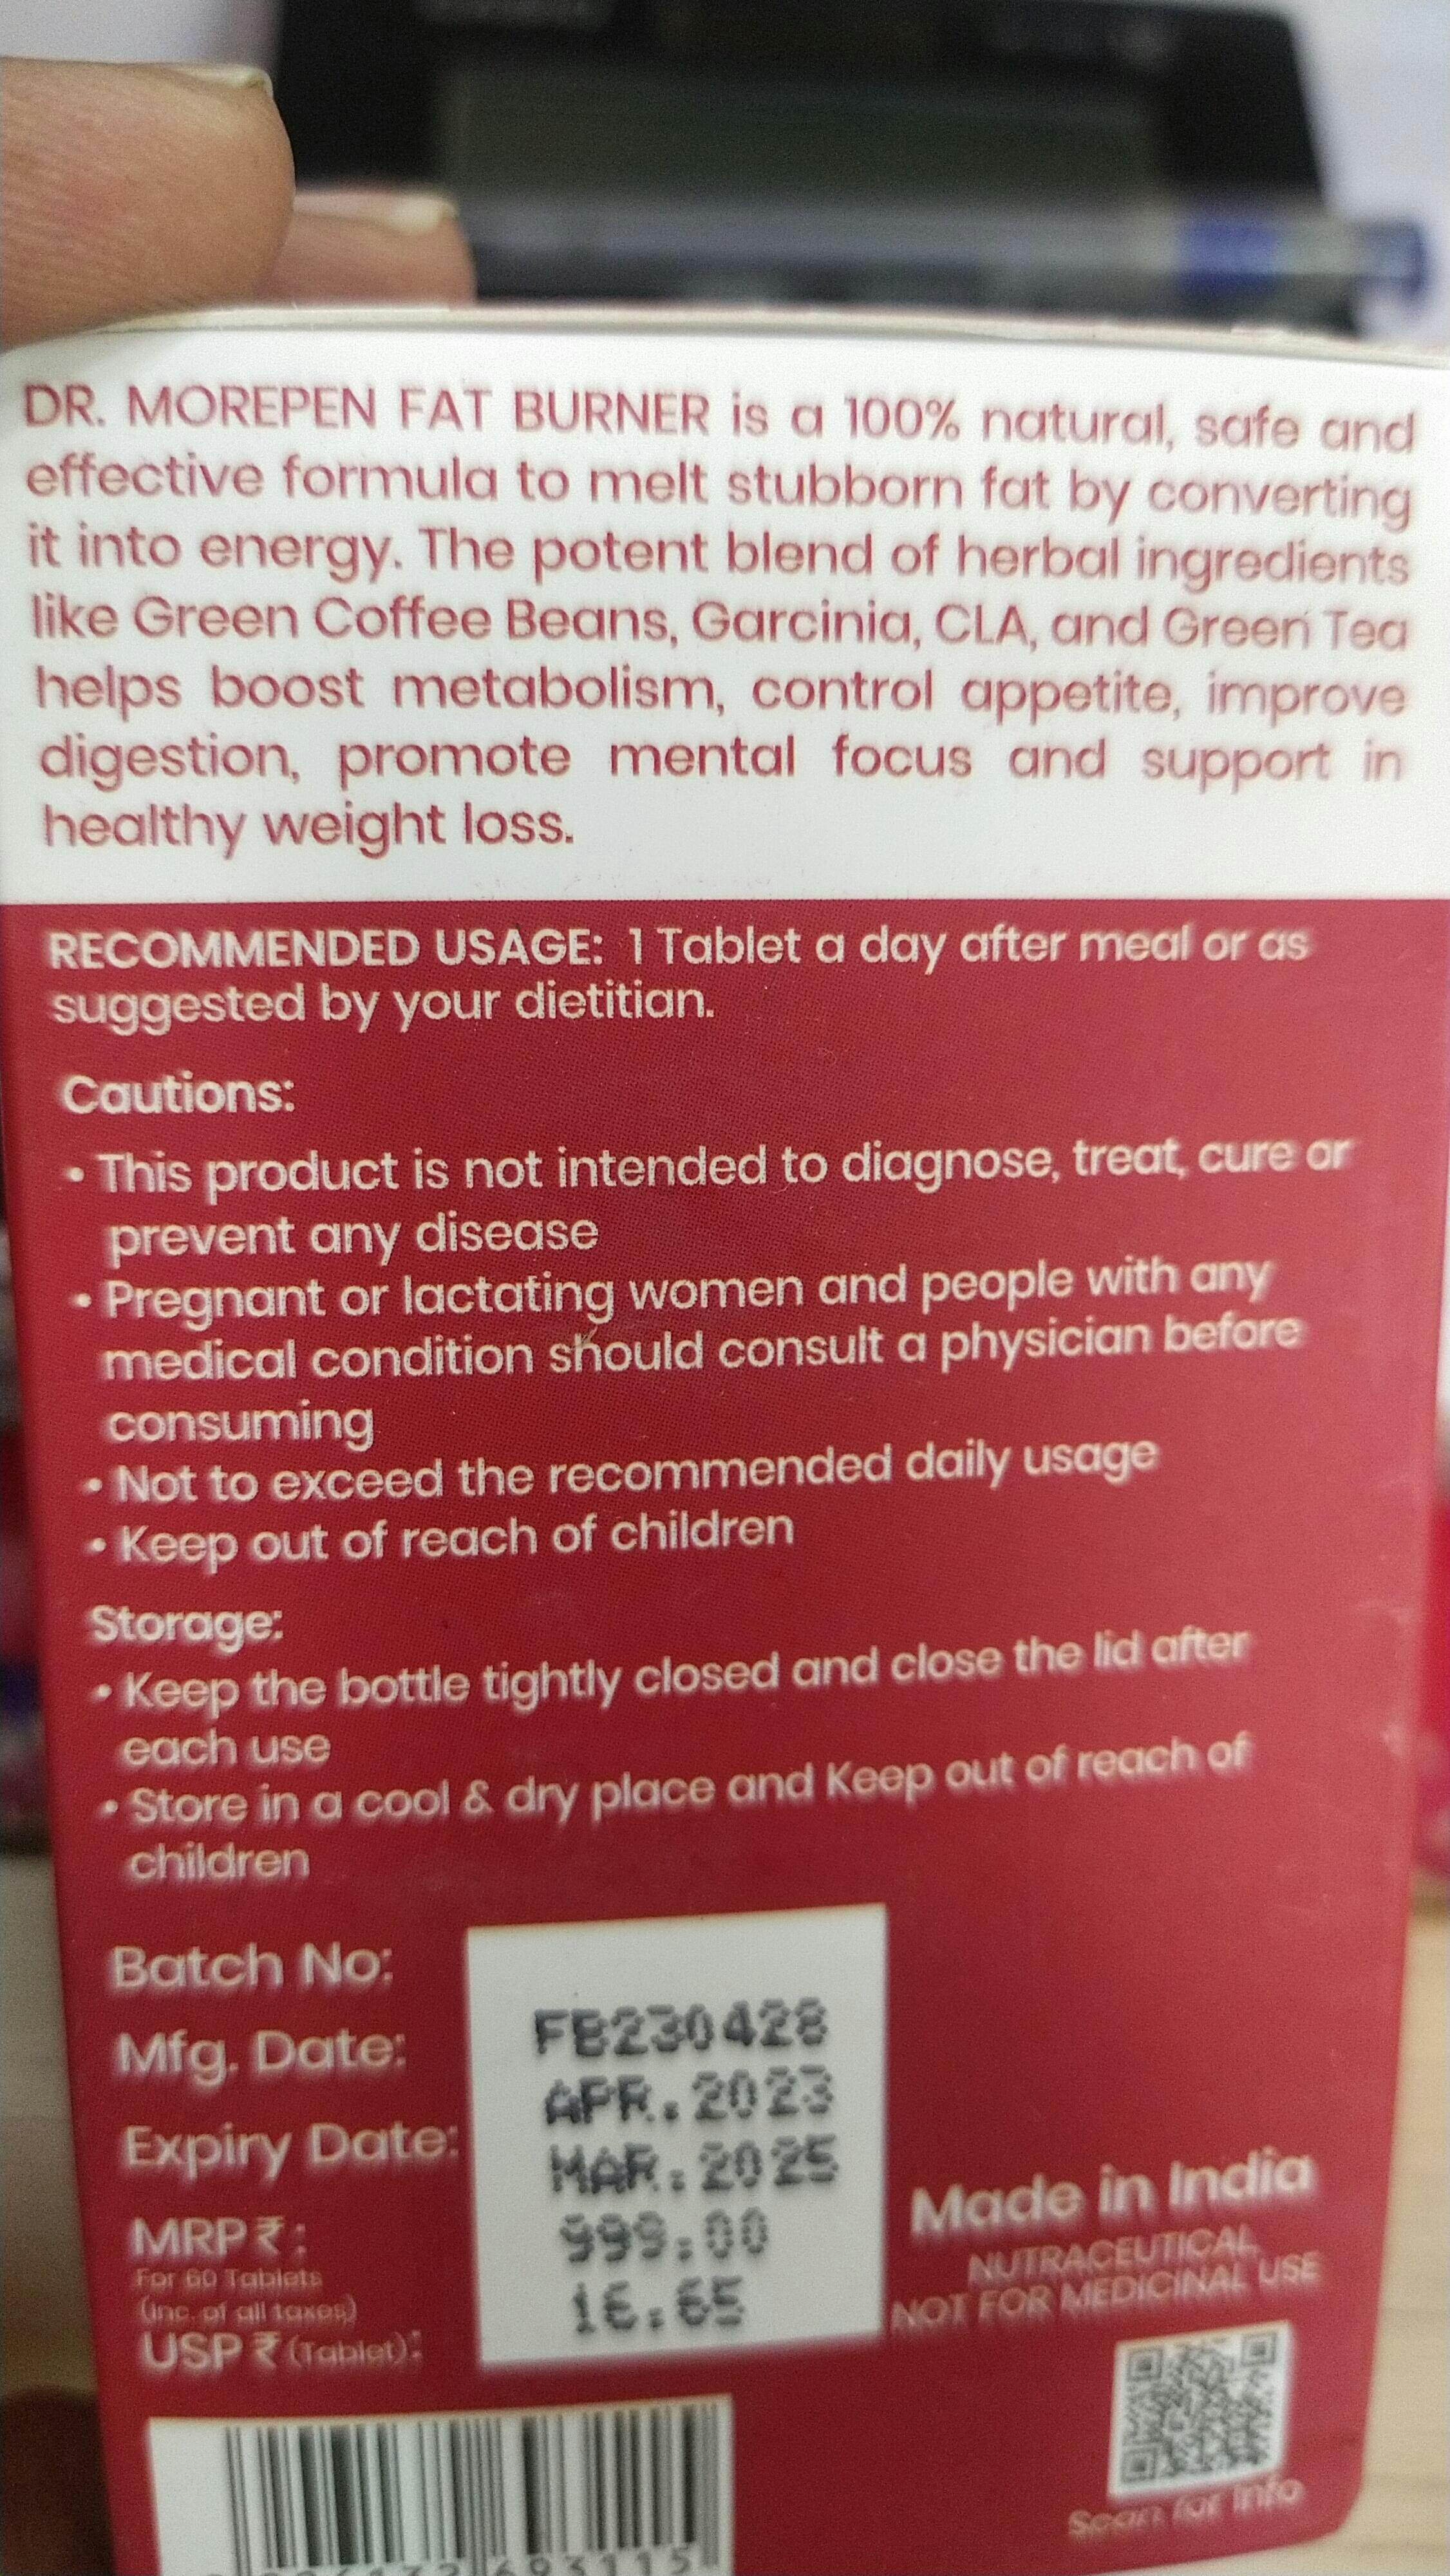 DR. MOREPEN FAT BURNER is a 100% natural, safe and
effective formula to melt stubborn fat by converting
it into energy. The potent blend of herbal ingredients
like Green Coffee Beans, Garcinia, CLA, and Green Tea
helps boost metabolism, control appetite, improve
digestion, promote mental focus and support in
healthy weight loss.
RECOMMENDED USAGE: 1 Tablet a day after meal or as
suggested by your dietitian.
Cautions:
• This product is not intended to diagnose, treat, cure or
prevent any disease
• Pregnant or lactating women and people with any
medical condition should consult a physician before
consuming
• Not to exceed the recommended daily usage
• Keep out of reach of children
Storage:
• Keep the bottle tightly closed and close the lid after
each use
• Store in a cool & dry place and Keep out of reach of
children
Batch No: FB230428
Mfg. Date: APR.2023
Expiry Date: MAR.2025
MRP ₹: 999.00
For 60 Tablets
(inc. of all taxes)
USP ₹ (Tablet): 16.65
Made in India
NUTRACEUTICAL
NOT FOR MEDICINAL USE
Scan for Info